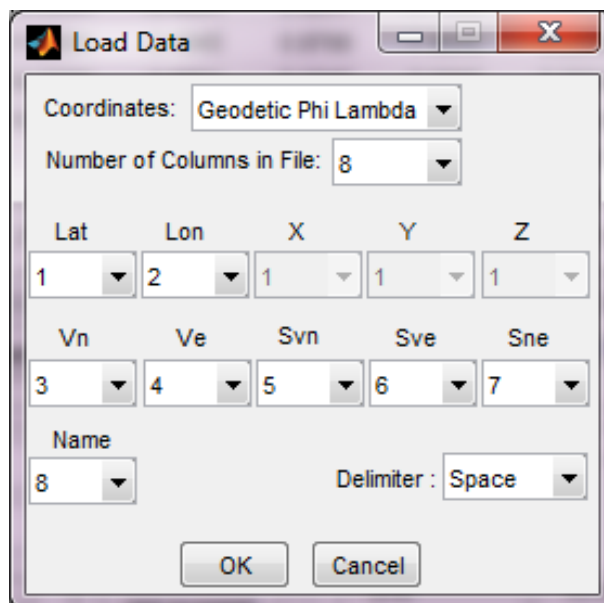 Load Data
Coordinates: Geodetic Phi Lambda
Number of Columns in File: 8
Lat Lon X Y Z
1 2 1 1 1
Vn Ve Svn Sve Sne
3 4 5 6 7
Name
8 Delimiter : Space
OK Cancel